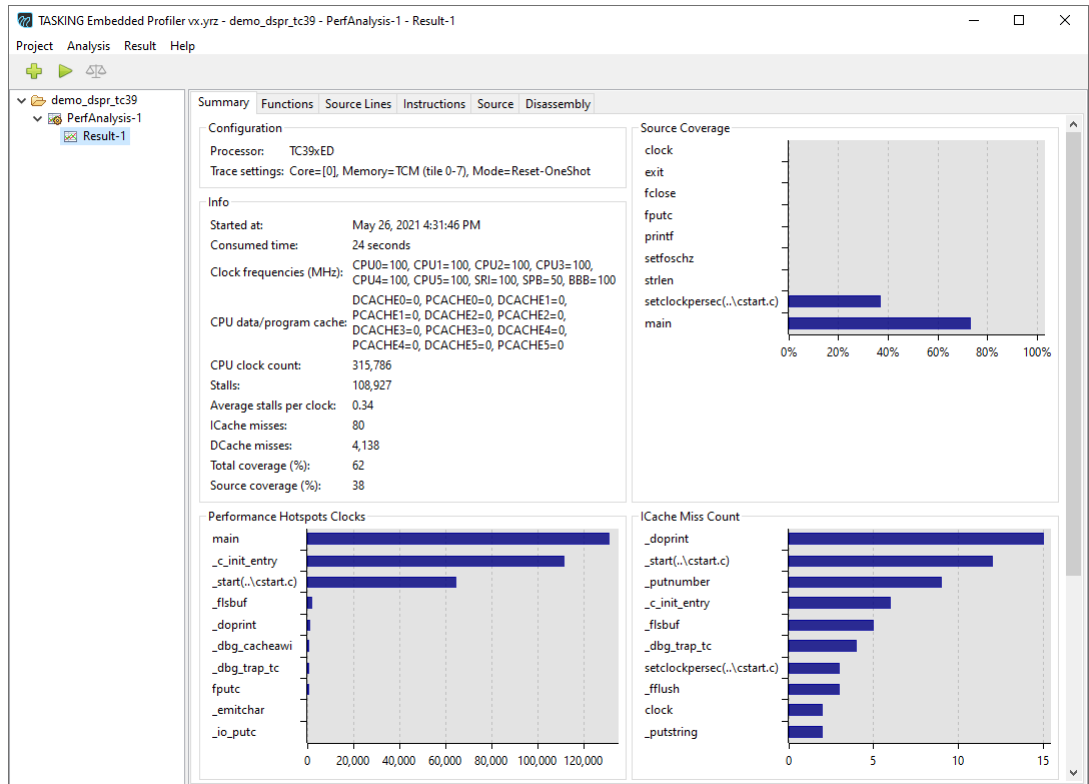 TASKING Embedded Profiler vx.yrz - demo_dspr_tc39 - PerfAnalysis-1 - Result-1
Project Analysis Result Help
demo_dspr_tc39
PerfAnalysis-1
Result-1
Summary Functions Source Lines Instructions Source Disassembly
Configuration
Processor: TC39xED
Trace settings: Core=[0], Memory=TCM (tile 0-7), Mode=Reset-OneShot
Info
Started at: May 26, 2021 4:31:46 PM
Consumed time: 24 seconds
Clock frequencies (MHz): CPU0=100, CPU1=100, CPU2=100, CPU3=100,
CPU4=100, CPU5=100, SRI=100, SPB=50, BBB=100
CPU data/program cache: DCACHE0=0, PCACHE0=0, DCACHE1=0,
PCACHE1=0, DCACHE2=0, PCACHE2=0,
DCACHE3=0, PCACHE3=0, DCACHE4=0,
PCACHE4=0, DCACHE5=0, PCACHE5=0
CPU clock count: 315,786
Stalls: 108,927
Average stalls per clock: 0.34
ICache misses: 80
DCache misses: 4,138
Total coverage (%): 62
Source coverage (%): 38
Source Coverage
clock
exit
fclose
fputc
printf
setfoschz
strlen
setclockpersec(..\cstart.c)
main
0% 20% 40% 60% 80% 100%
Performance Hotspots Clocks
main
_c_init_entry
_start(..\cstart.c)
_flsbuf
_doprint
_dbg_cacheawi
_dbg_trap_tc
fputc
_emitchar
_io_putc
0 20,000 40,000 60,000 80,000 100,000 120,000
ICache Miss Count
_doprint
_start(..\cstart.c)
_putnumber
_c_init_entry
_flsbuf
_dbg_trap_tc
setclockpersec(..\cstart.c)
_fflush
clock
_putstring
0 5 10 15